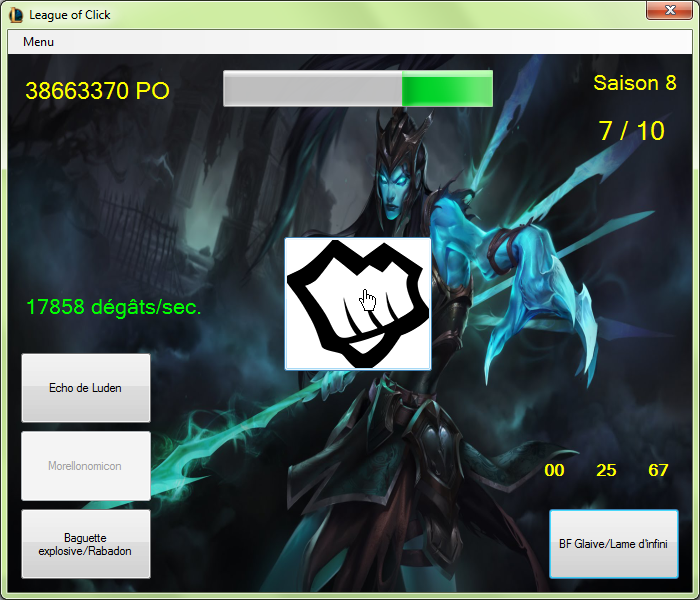 League of Click
Menu
38663370 PO
Saison 8
7 / 10
17858 dégâts/sec.
Echo de Luden
Morellonomicon
Baguette
explosive/Rabadon
00 25 67
BF Glaive/Lame d'infini